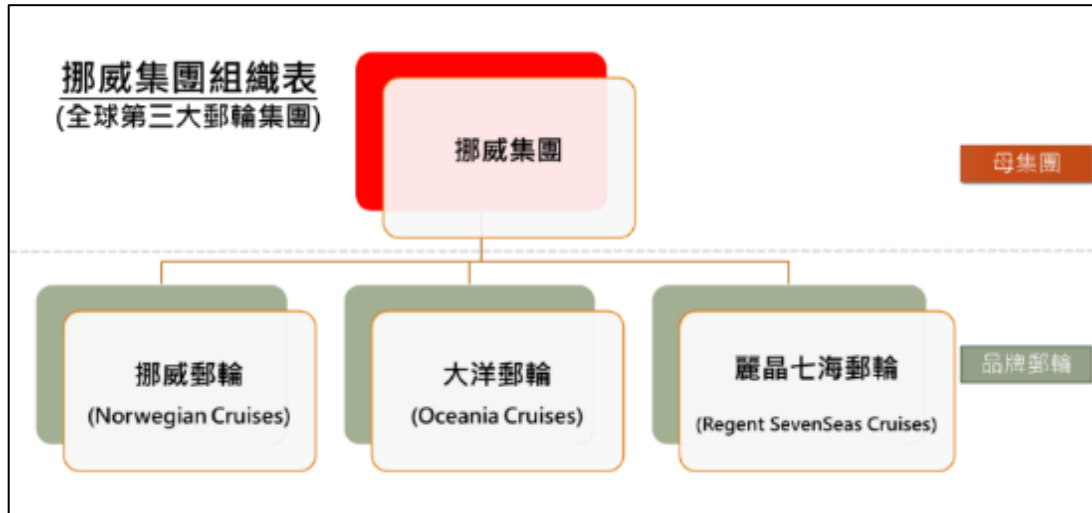 挪威集團組織表
(全球第三大郵輪集團)
挪威集團
母集團
挪威郵輪
(Norwegian Cruises)
大洋郵輪
(Oceania Cruises)
麗晶七海郵輪
(Regent SevenSeas Cruises)
品牌郵輪